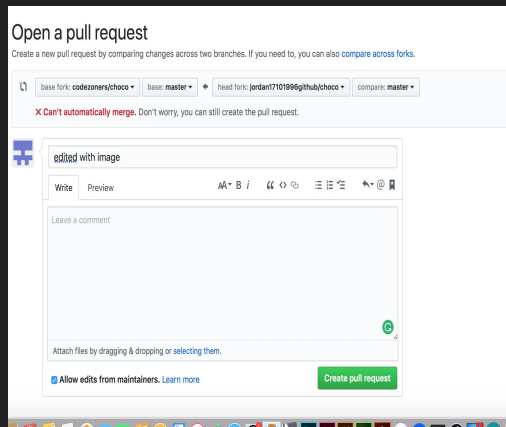 Open a pull request
Create a new pull request by comparing changes across two branches. If you need to, you can also compare across forks.
base fork: codezoners/choco base: master head fork: jordan17101996github/choco compare: master
Can't automatically merge. Don't worry, you can still create the pull request.
edited with image
Write Preview AA B i
Leave a comment
G
Attach files by dragging & dropping or selecting them.
Allow edits from maintainers. Learn more
Create pull request